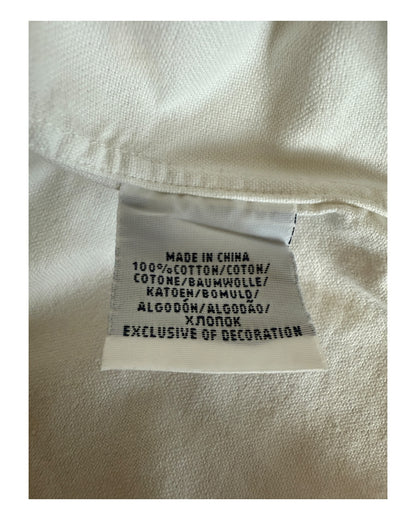 MADE IN CHINA
100%COTTON/COTON/
COTONE/BAUMWOLLE/
KATOEN/BOMULD/
ALGODÓN/ALGODÃO/
ХЛОПОК
EXCLUSIVE OF DECORATION